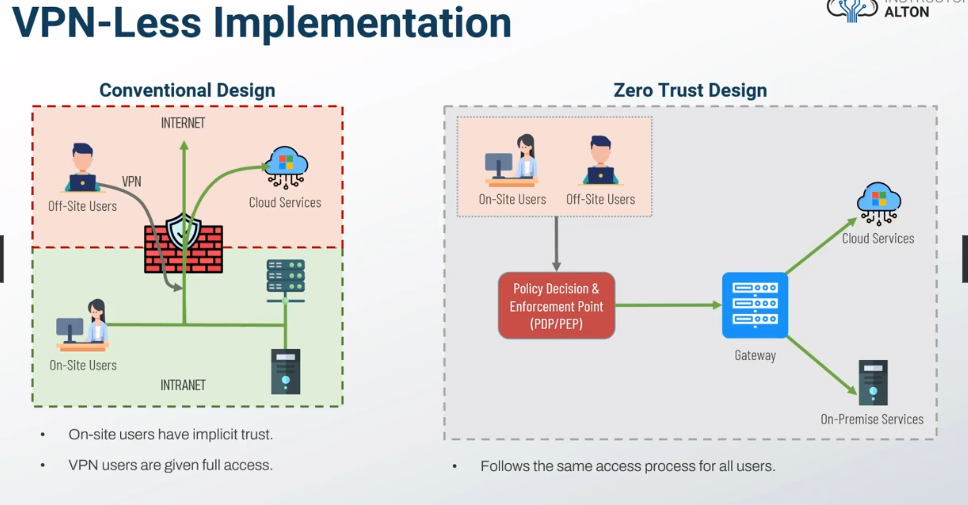 VPN-Less Implementation
ALTON
Conventional Design
INTERNET
VPN
Off-Site Users
Cloud Services
On-Site Users
INTRANET
• On-site users have implicit trust.
• VPN users are given full access.
Zero Trust Design
On-Site Users
Off-Site Users
Policy Decision &
Enforcement Point
(PDP/PEP)
Gateway
Cloud Services
On-Premise Services
• Follows the same access process for all users.